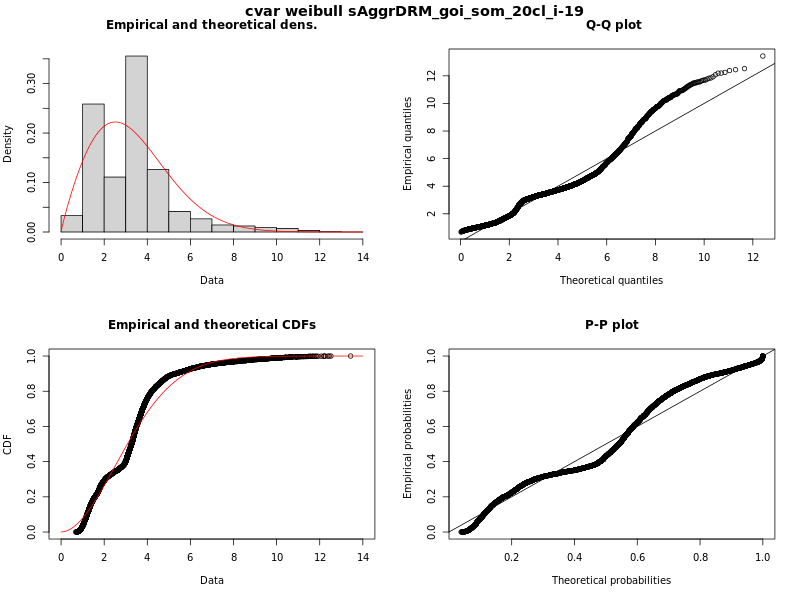 cvar weibull sAggrDRM_goi_som_20cl_i-19
Empirical and theoretical dens.
Density
0.00 0.10 0.20 0.30
0 2 4 6 8 10 12 14
Data
Q-Q plot
Empirical quantiles
2 4 6 8 10 12
0 2 4 6 8 10 12
Theoretical quantiles
Empirical and theoretical CDFs
CDF
0.0 0.2 0.4 0.6 0.8 1.0
0 2 4 6 8 10 12 14
Data
P-P plot
Empirical probabilities
0.0 0.2 0.4 0.6 0.8 1.0
0.2 0.4 0.6 0.8 1.0
Theoretical probabilities